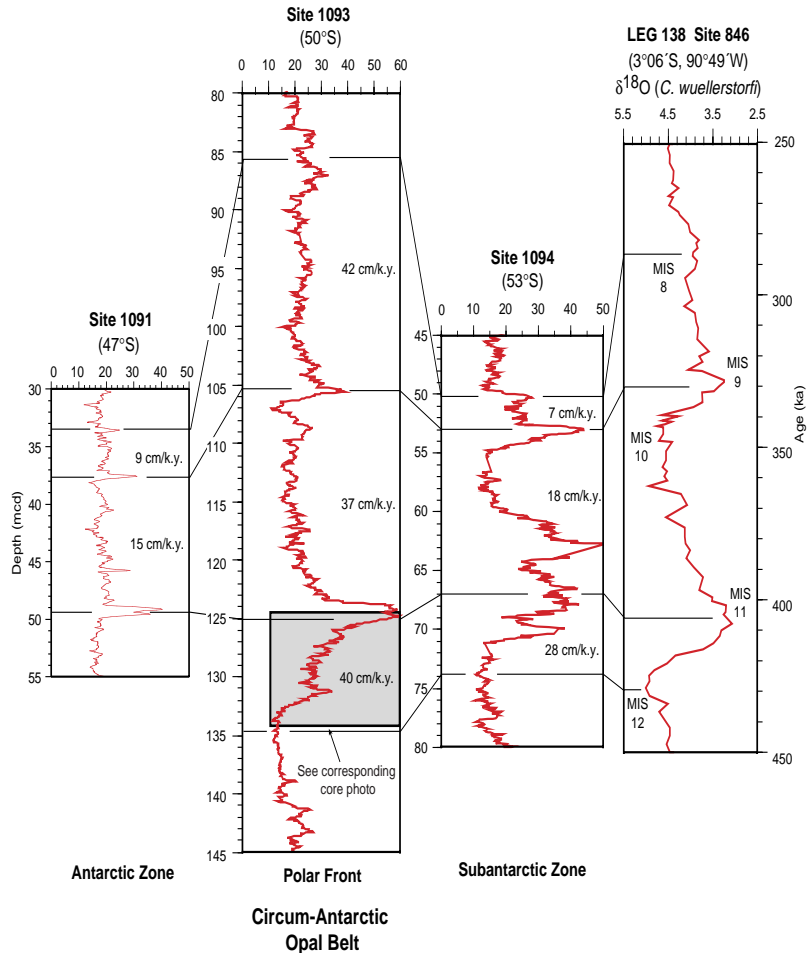 Site 1093
(50°S)
0 10 20 30 40 50 60
80
85
90
95
100
105
110
115
120
125
130
135
140
145
42 cm/k.y.
37 cm/k.y.
40 cm/k.y.
See corresponding
core photo
Polar Front
Circum-Antarctic
Opal Belt
Site 1091
(47°S)
0 10 20 30 40 50
Depth (mcd)
30
35
38
45
50
55
9 cm/k.y.
15 cm/k.y.
Antarctic Zone
Site 1094
(53°S)
0 10 20 30 40 50
45
50
55
60
65
70
75
80
7 cm/k.y.
18 cm/k.y.
28 cm/k.y.
Subantarctic Zone
LEG 138 Site 846
(3°06´S, 90°49´W)
δ18O (C. wuellerstorfi)
5.5 4.5 3.5 2.5
250
300
350
400
450
Age (ka)
MIS
8
MIS
9
MIS
10
MIS
11
MIS
12